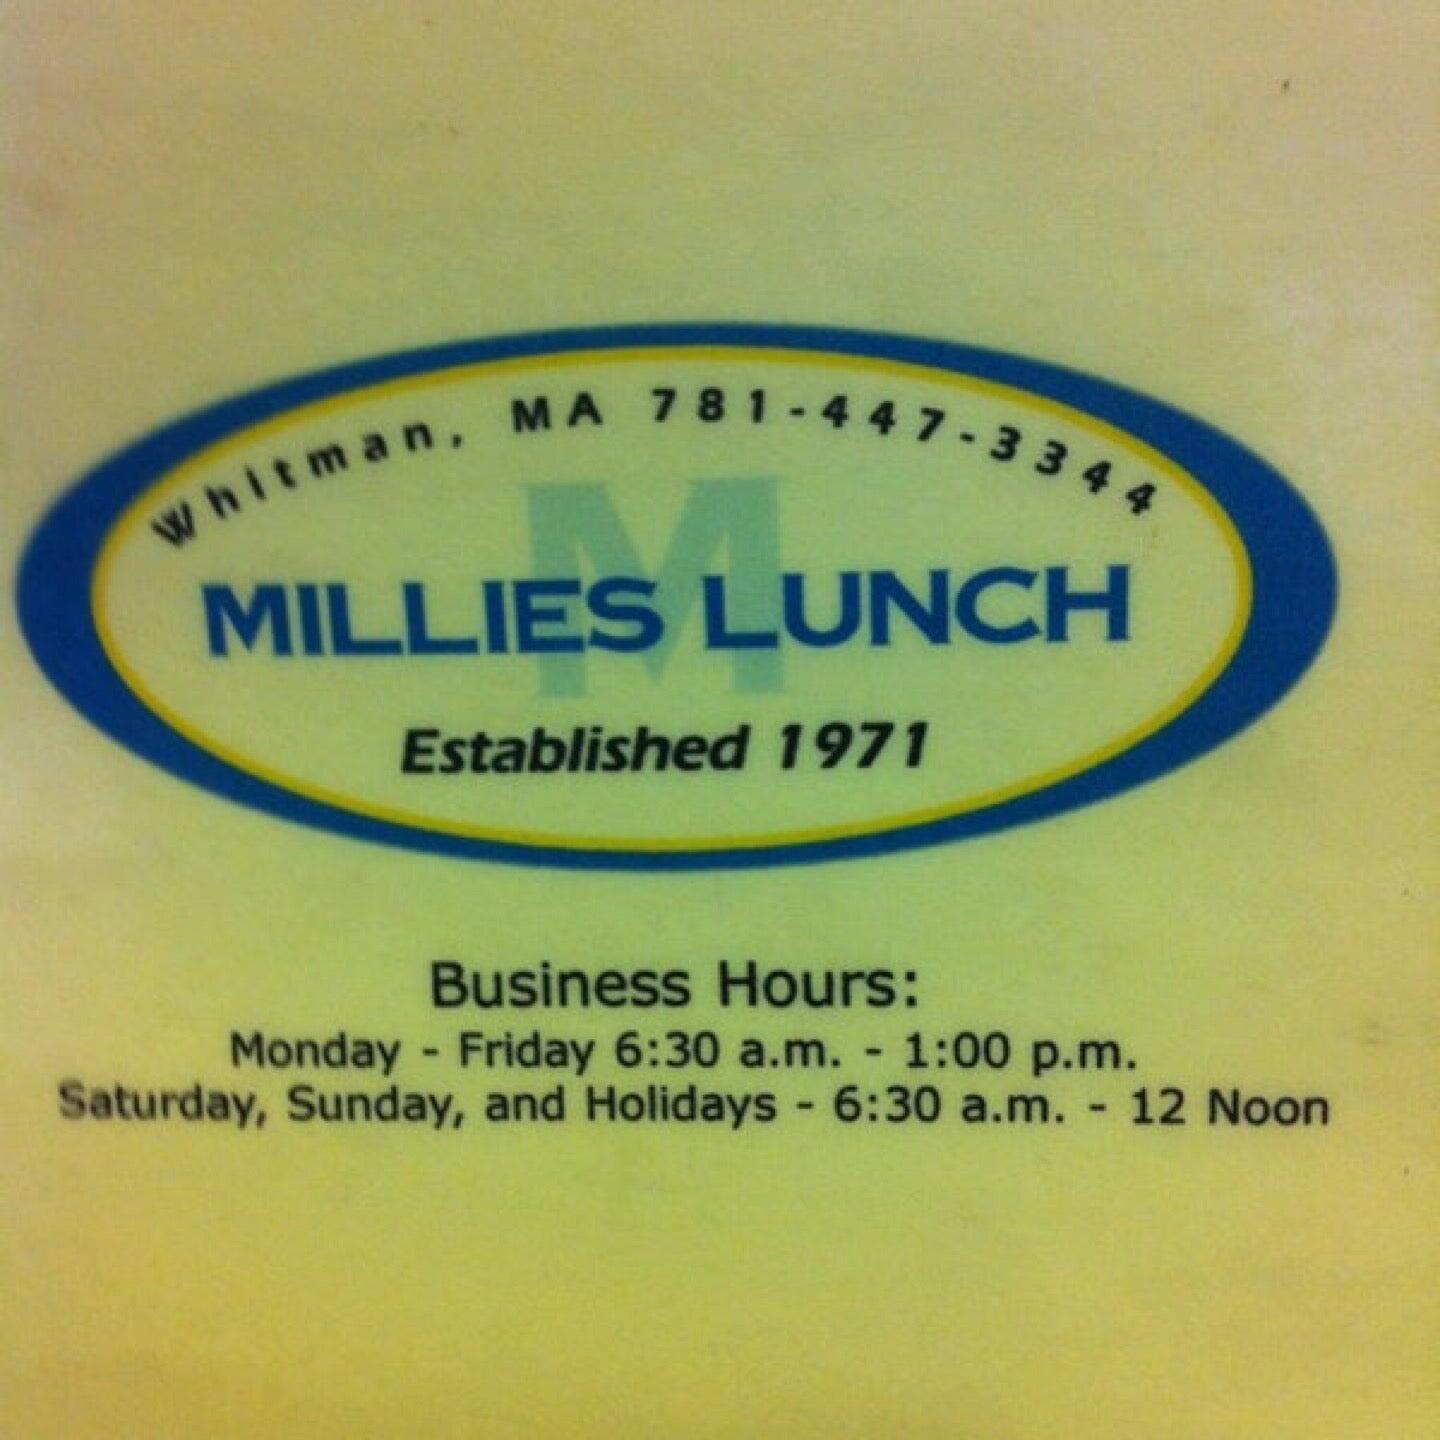 Whitman, MA 781-447-3344
M
MILLIES LUNCH
Established 1971
Business Hours:
Monday - Friday 6:30 a.m. - 1:00 p.m.
Saturday, Sunday, and Holidays - 6:30 a.m. - 12 Noon